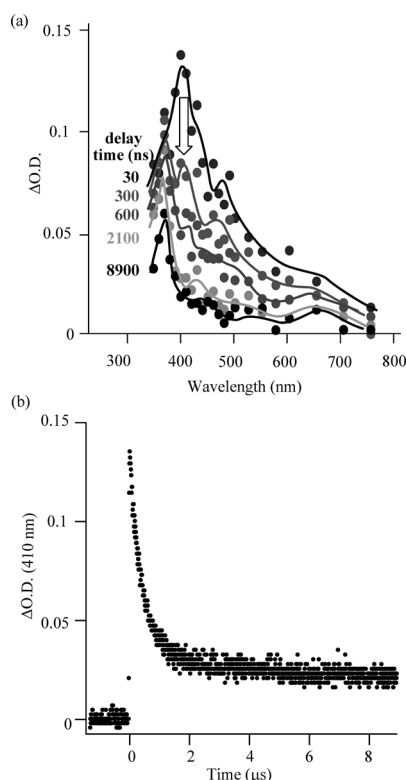 (a)
0.15
0.1
0.05
0
ΔO.D.
delay
time (ns)
30
300
600
2100
8900
300 400 500 600 700 800
Wavelength (nm)
(b)
0.15
0.1
0.05
0
ΔO.D. (410 nm)
0 2 4 6 8
Time (μs)